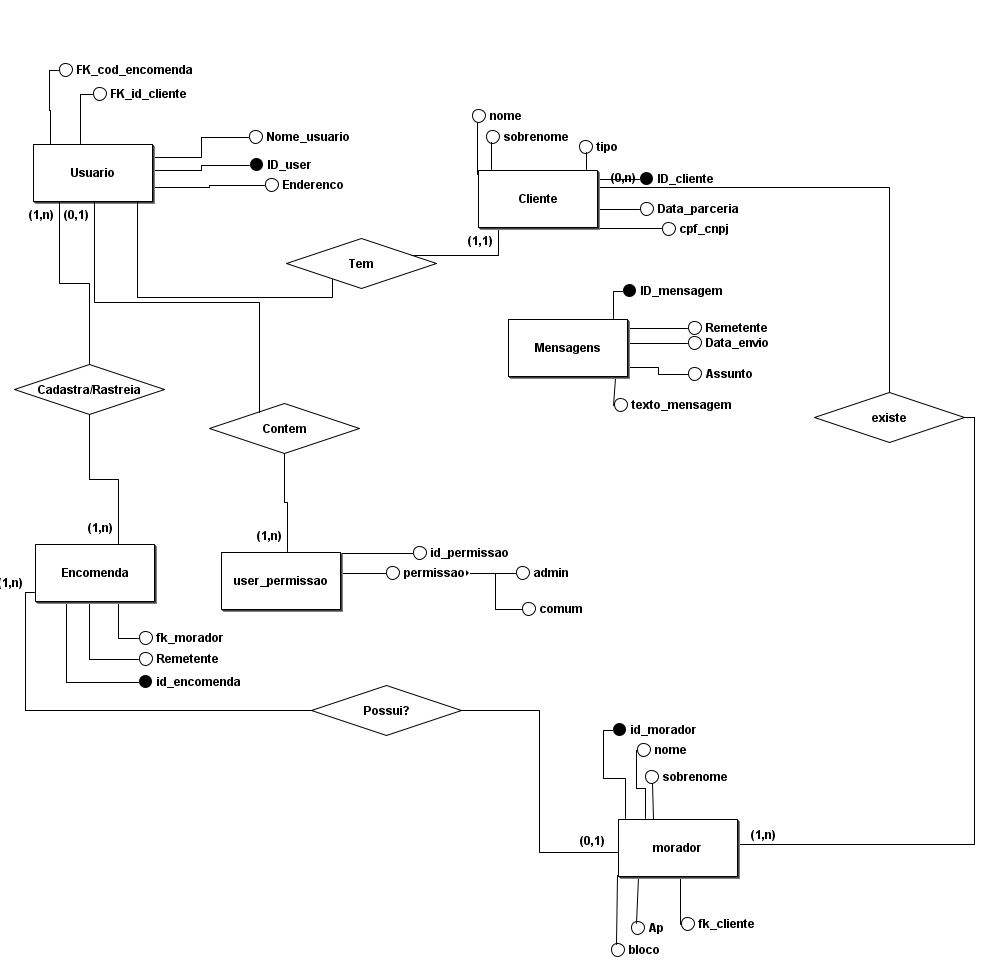 FK_cod_encomenda
FK_id_cliente
nome
sobrenome
Nome_usuario
tipo
Usuario
ID_user
(0,n)
ID_cliente
Enderenco
Cliente
Data_parceria
(1,n)
(0,1)
cpf_cnpj
(1,1)
Tem
ID_mensagem
Mensagens
Remetente
Data_envio
Assunto
Cadastra/Rastreia
texto_mensagem
existe
Contem
(1,n)
(1,n)
id_permissao
Encomenda
user_permissao
permissao
admin
(1,n)
comum
fk_morador
Remetente
id_encomenda
Possui?
id_morador
nome
sobrenome
(0,1)
morador
(1,n)
fk_cliente
Ap
bloco